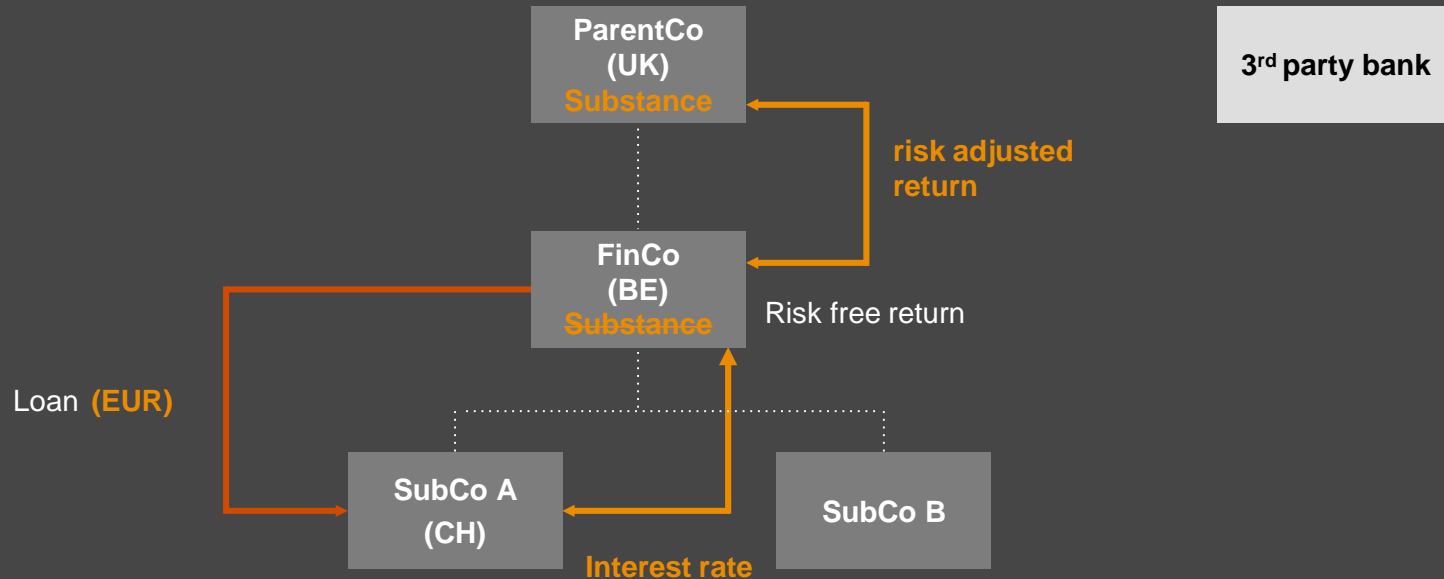 ParentCo
(UK)
Substance
3rd party bank
risk adjusted
return
FinCo
(BE)
Substance
Risk free return
Loan (EUR)
SubCo A
(CH)
SubCo B
Interest rate